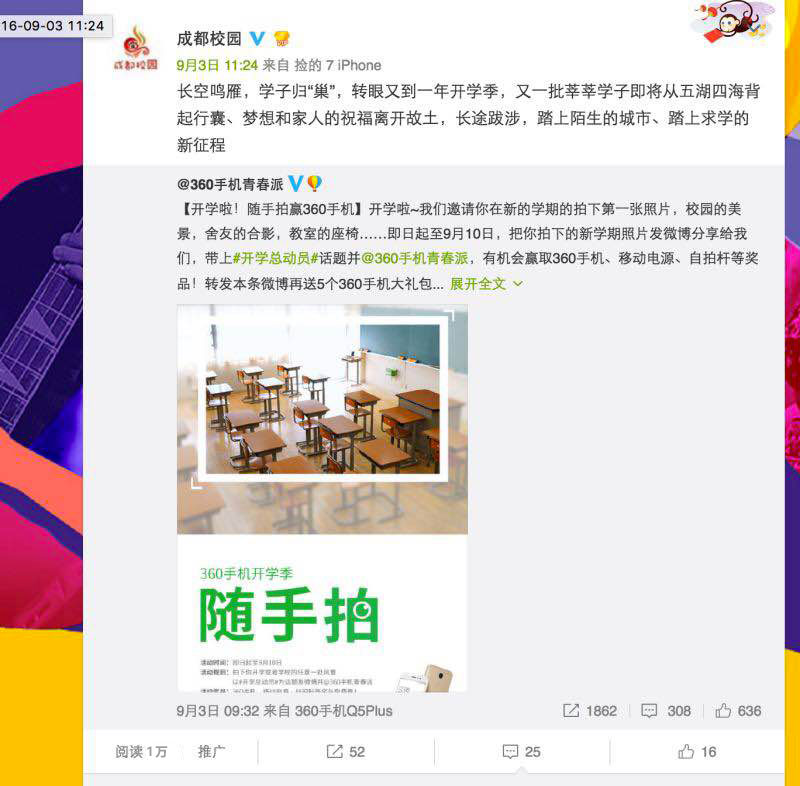 16-09-03 11:24
成都校园
成都校园
9月3日 11:24 来自 捡的 7 iPhone
长空鸣雁，学子归“巢”，转眼又到一年开学季，又一批莘莘学子即将从五湖四海背
起行囊、梦想和家人的祝福离开故土，长途跋涉，踏上陌生的城市、踏上求学的
新征程
@360手机青春派
【开学啦！随手拍赢360手机】开学啦~我们邀请你在新的学期的拍下第一张照片，校园的美
景，舍友的合影，教室的座椅……即日起至9月10日，把你拍下的新学期照片发微博分享给我
们，带上#开学总动员#话题并@360手机青春派，有机会赢取360手机、移动电源、自拍杆等奖
品！转发本条微博再送5个360手机大礼包... 展开全文
360手机开学季
随手拍
活动时间：即日起至9月10日
9月3日 09:32 来自 360手机Q5Plus
1862 308 636
阅读 1万 推广 52 25 16